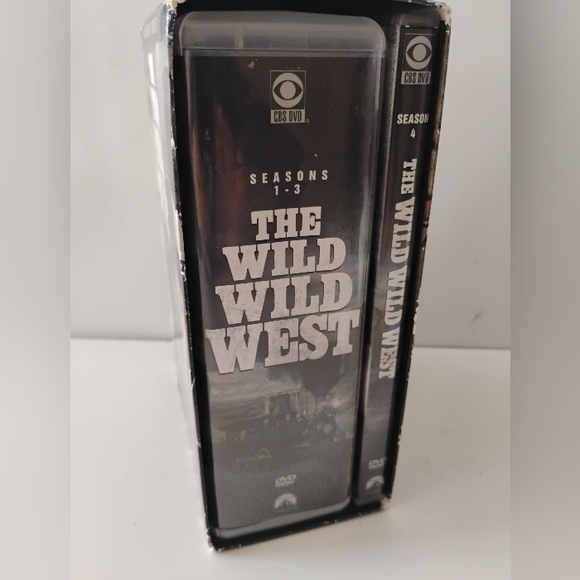 CBS DVD
SEASONS
1-3
THE
WILD
WILD
WEST
DVD
CBS DVD
SEASON
4
THE WILD WILD WEST
DVD